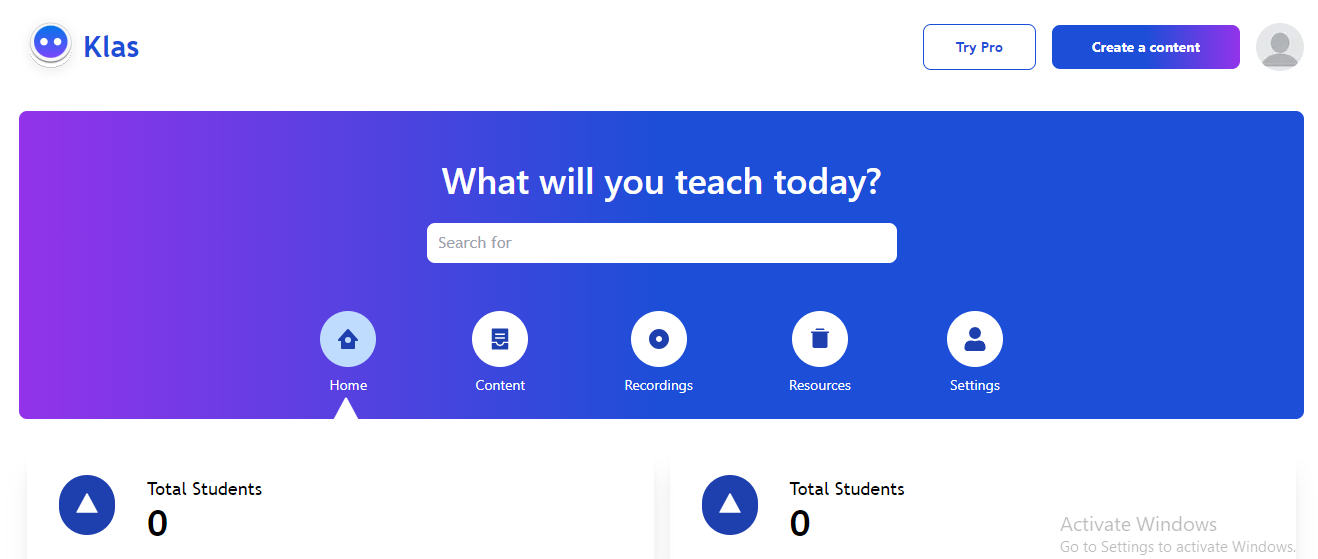 Klas
Try Pro
Create a content
What will you teach today?
Search for
Home
Content
Recordings
Resources
Settings
Total Students
0
Total Students
0
Activate Windows
Go to Settings to activate Windows.